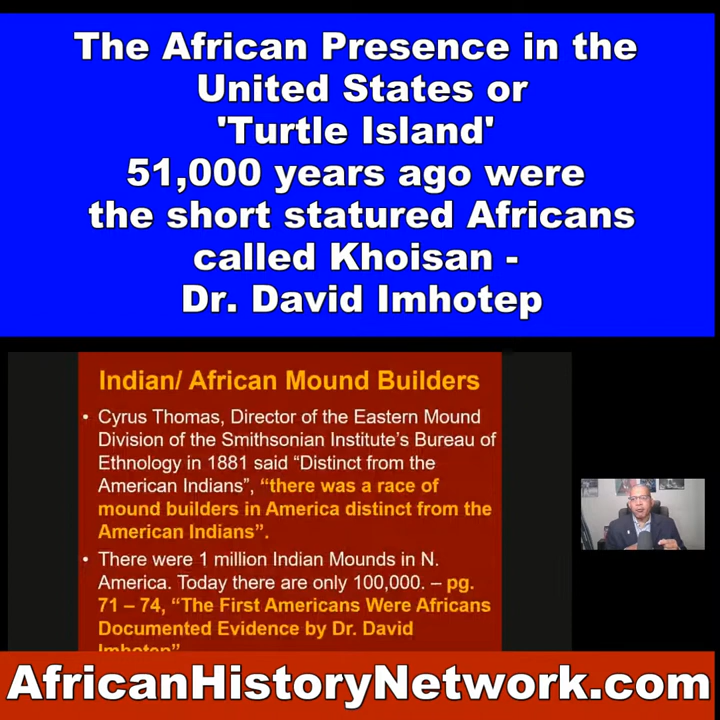 The African Presence in the
United States or
'Turtle Island'
51,000 years ago were
the short statured Africans
called Khoisan -
Dr. David Imhotep
Indian/ African Mound Builders
• Cyrus Thomas, Director of the Eastern Mound
Division of the Smithsonian Institute's Bureau of
Ethnology in 1881 said “Distinct from the
American Indians”, “there was a race of
mound builders in America distinct from the
American Indians”.
• There were 1 million Indian Mounds in N.
America. Today there are only 100,000. – pg.
71 – 74, “The First Americans Were Africans
Documented Evidence by Dr. David
Imhotep”
AfricanHistoryNetwork.com